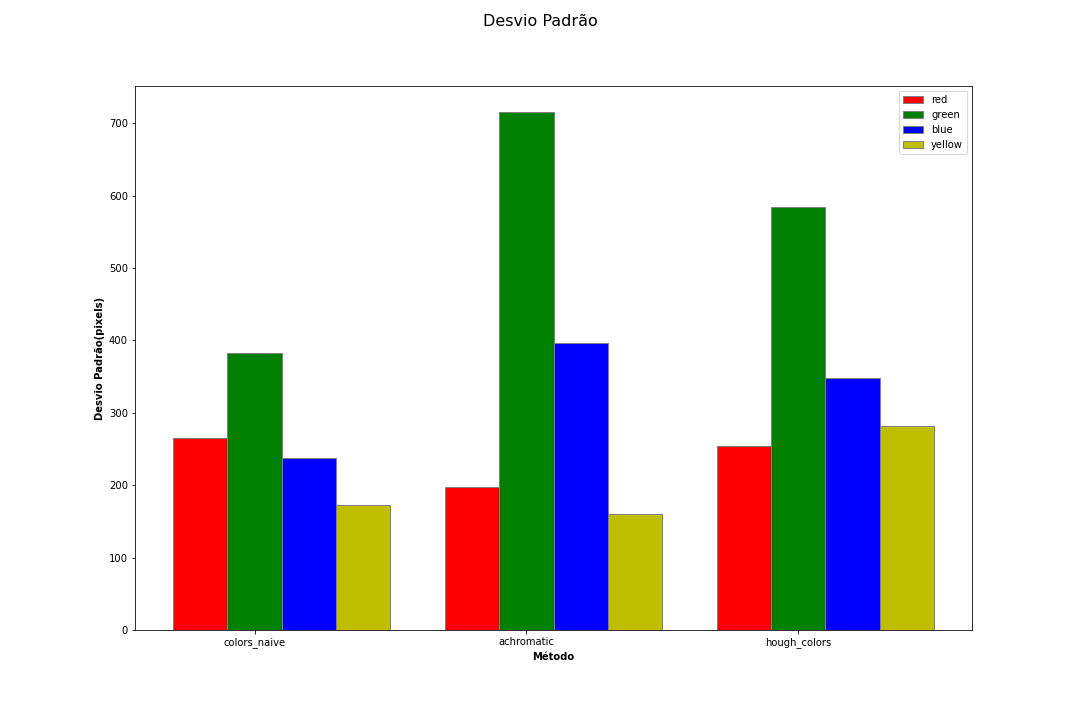 Desvio Padrão
red
green
blue
yellow
700
600
500
400
300
200
100
0
Desvio Padrão(pixels)
colors_naive
achromatic
hough_colors
Método